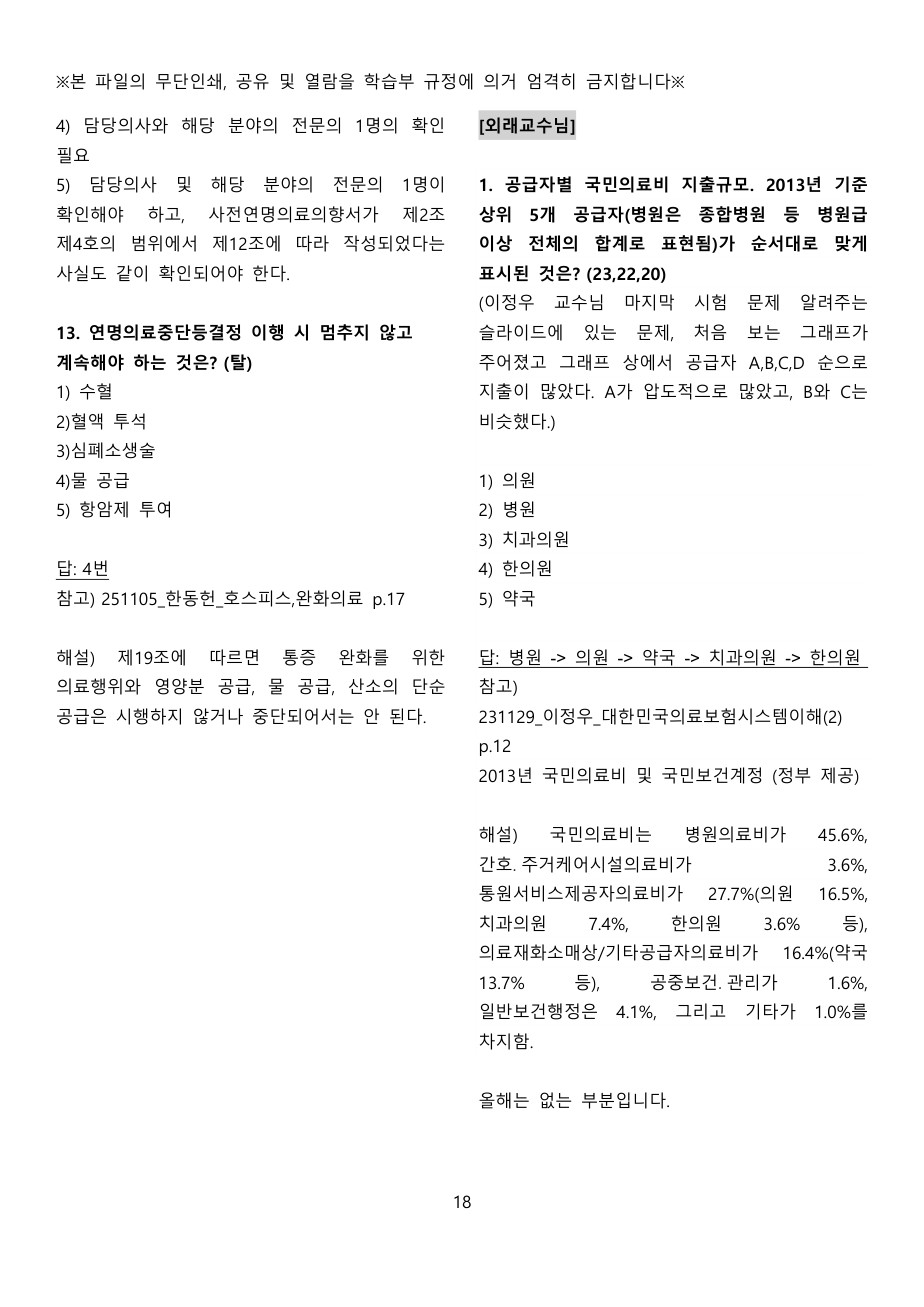 ※본 파일의 무단인쇄, 공유 및 열람을 학습부 규정에 의거 엄격히 금지합니다※
4) 담당의사와 해당 분야의 전문의 1명의 확인
필요
5) 담당의사 및 해당 분야의 전문의 1명이
확인해야 하고, 사전연명의료의향서가 제2조
제4호의 범위에서 제12조에 따라 작성되었다는
사실도 같이 확인되어야 한다.
13. 연명의료중단등결정 이행 시 멈추지 않고
계속해야 하는 것은? (탈)
1) 수혈
2)혈액 투석
3)심폐소생술
4)물 공급
5) 항암제 투여
답: 4번
참고) 251105_한동헌_호스피스,완화의료 p.17
해설) 제19조에 따르면 통증 완화를 위한
의료행위와 영양분 공급, 물 공급, 산소의 단순
공급은 시행하지 않거나 중단되어서는 안 된다.
[외래교수님]
1. 공급자별 국민의료비 지출규모. 2013년 기준
상위 5개 공급자(병원은 종합병원 등 병원급
이상 전체의 합계로 표현됨)가 순서대로 맞게
표시된 것은? (23,22,20)
(이정우 교수님 마지막 시험 문제 알려주는
슬라이드에 있는 문제, 처음 보는 그래프가
주어졌고 그래프 상에서 공급자 A,B,C,D 순으로
지출이 많았다. A가 압도적으로 많았고, B와 C는
비슷했다.)
1) 의원
2) 병원
3) 치과의원
4) 한의원
5) 약국
답: 병원 -> 의원 -> 약국 -> 치과의원 -> 한의원
참고)
231129_이정우_대한민국의료보험시스템이해(2)
p.12
2013년 국민의료비 및 국민보건계정 (정부 제공)
해설) 국민의료비는 병원의료비가 45.6%,
간호.주거케어시설의료비가 3.6%,
통원서비스제공자의료비가 27.7%(의원 16.5%,
치과의원 7.4%, 한의원 3.6% 등),
의료재화소매상/기타공급자의료비가 16.4%(약국
13.7% 등), 공중보건.관리가 1.6%,
일반보건행정은 4.1%, 그리고 기타가 1.0%를
차지함.
올해는 없는 부분입니다.
18